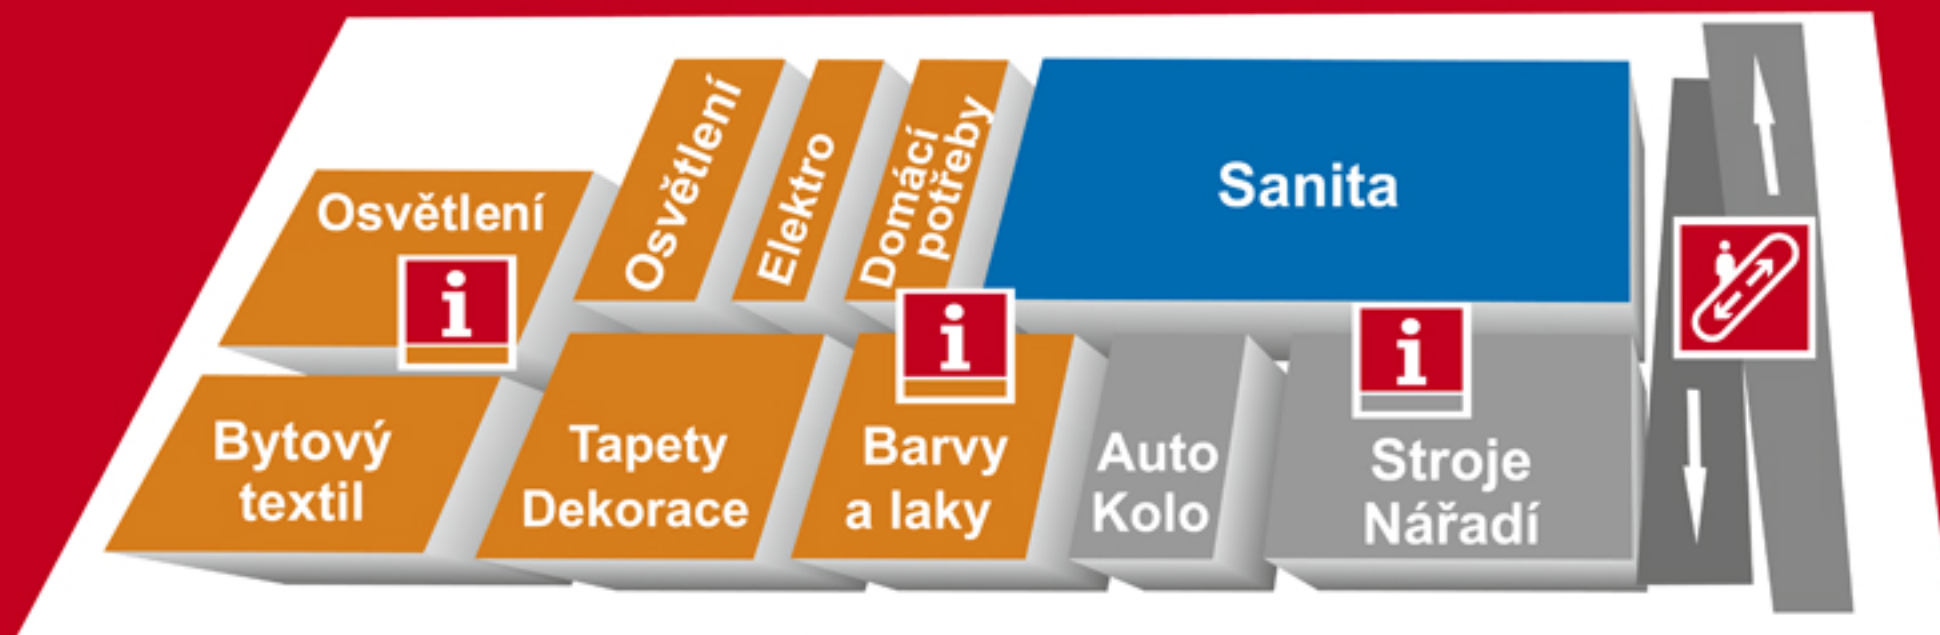 Osvětlení
Osvětlení
Elektro
Domácí
potřeby
Sanita
i
i
i
Bytový
textil
Tapety
Dekorace
Barvy
a laky
Auto
Kolo
Stroje
Nářadí